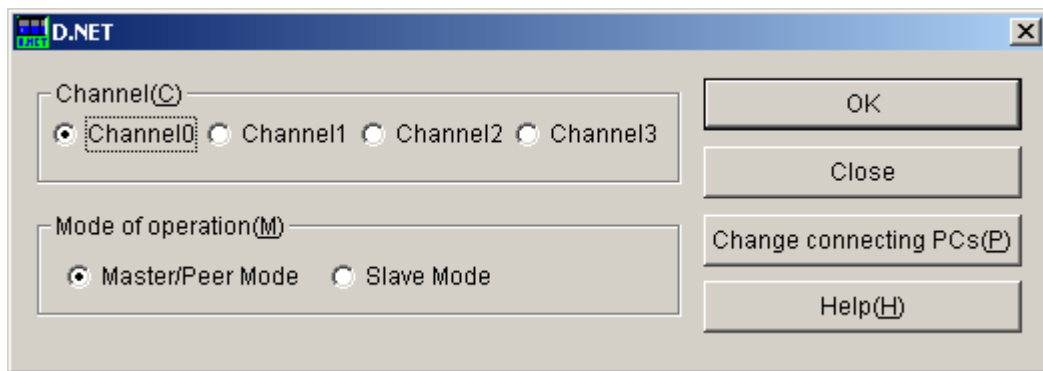 D.NET
Channel(C)
Channel0 Channel1 Channel2 Channel3
Mode of operation(M)
Master/Peer Mode Slave Mode
OK
Close
Change connecting PCs(P)
Help(H)